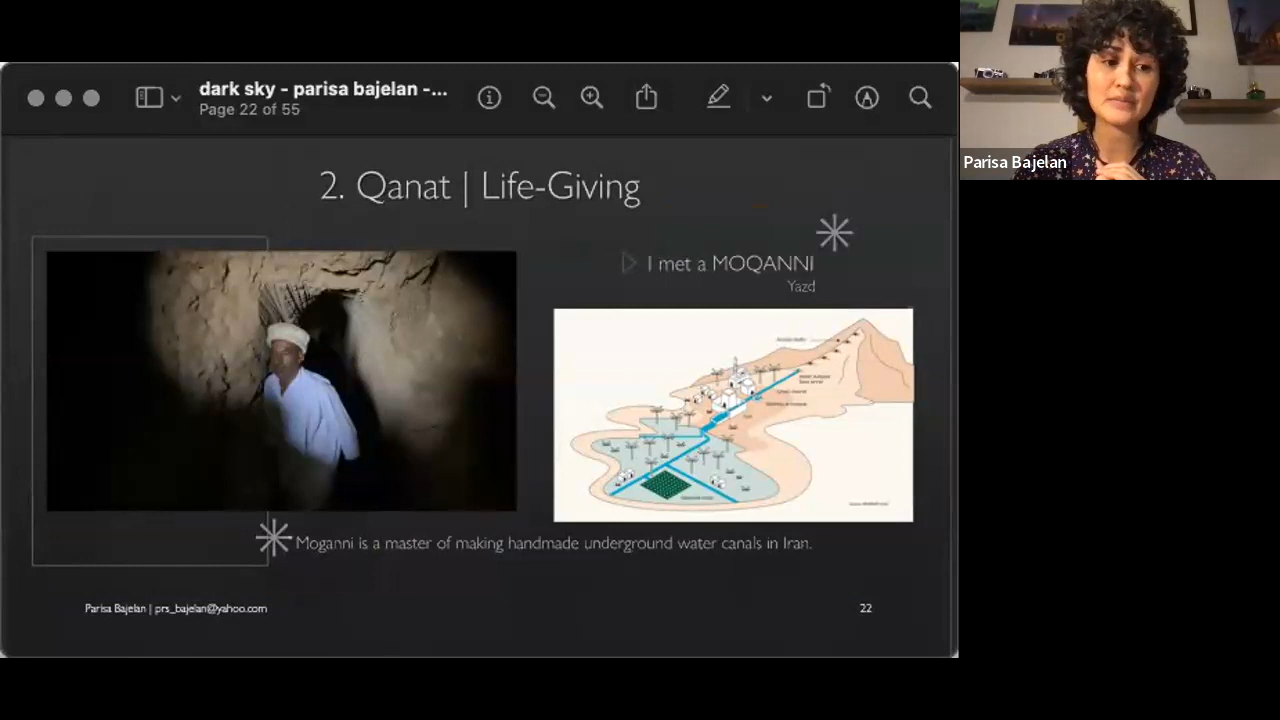 dark sky - parisa bajelan -...
Page 22 of 55
Parisa Bajelan
2. Qanat | Life-Giving
I met a MOQANNI
Yazd
Moganni is a master of making handmade underground water canals in Iran.
Parisa Bajelan | prs_bajelan@yahoo.com
22